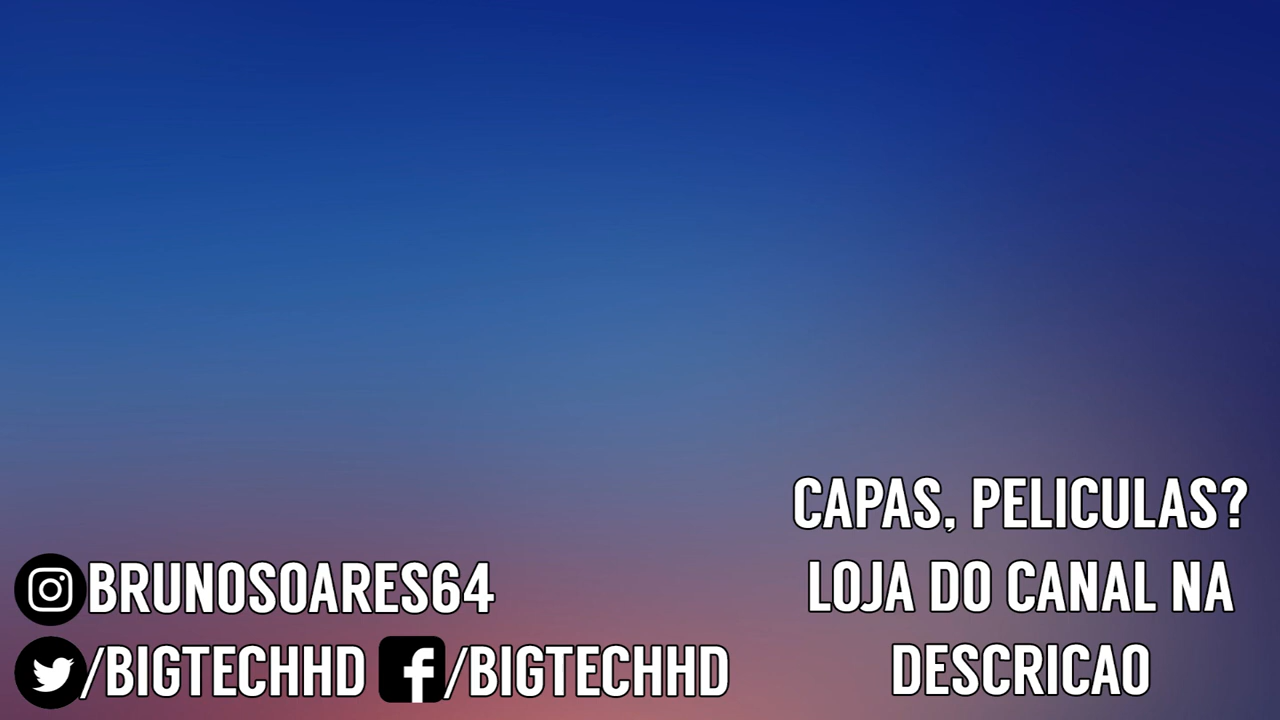 CAPAS, PELICULAS?
LOJA DO CANAL NA
DESCRICAO
BRUNOSOARES64
/BIGTECHHD /BIGTECHHD